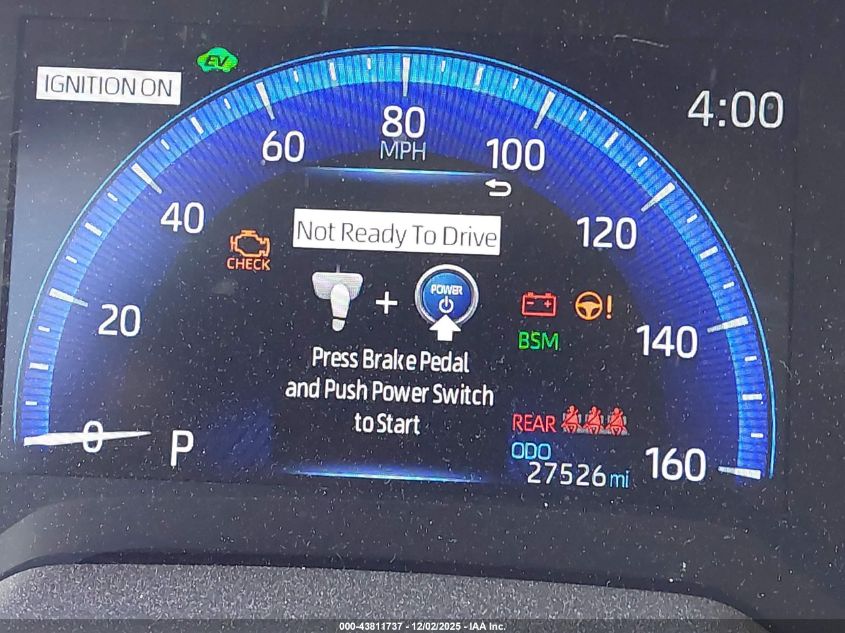 EV
IGNITION ON
4:00
80
MPH
60
100
40
Not Ready To Drive
120
CHECK
POWER
+
20
BSM
140
Press Brake Pedal
and Push Power Switch
to Start
REAR
0
P
ODO
27526 mi
160
000-43811737 - 12/02/2025 - IAA Inc.